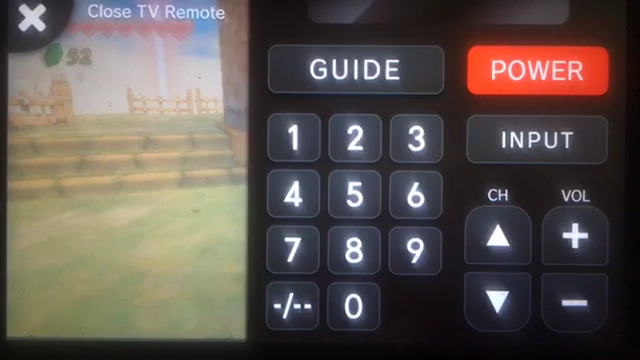 Close TV Remote
52
GUIDE
POWER
1 2 3
INPUT
4 5 6
CH VOL
7 8 9
-/-- 0